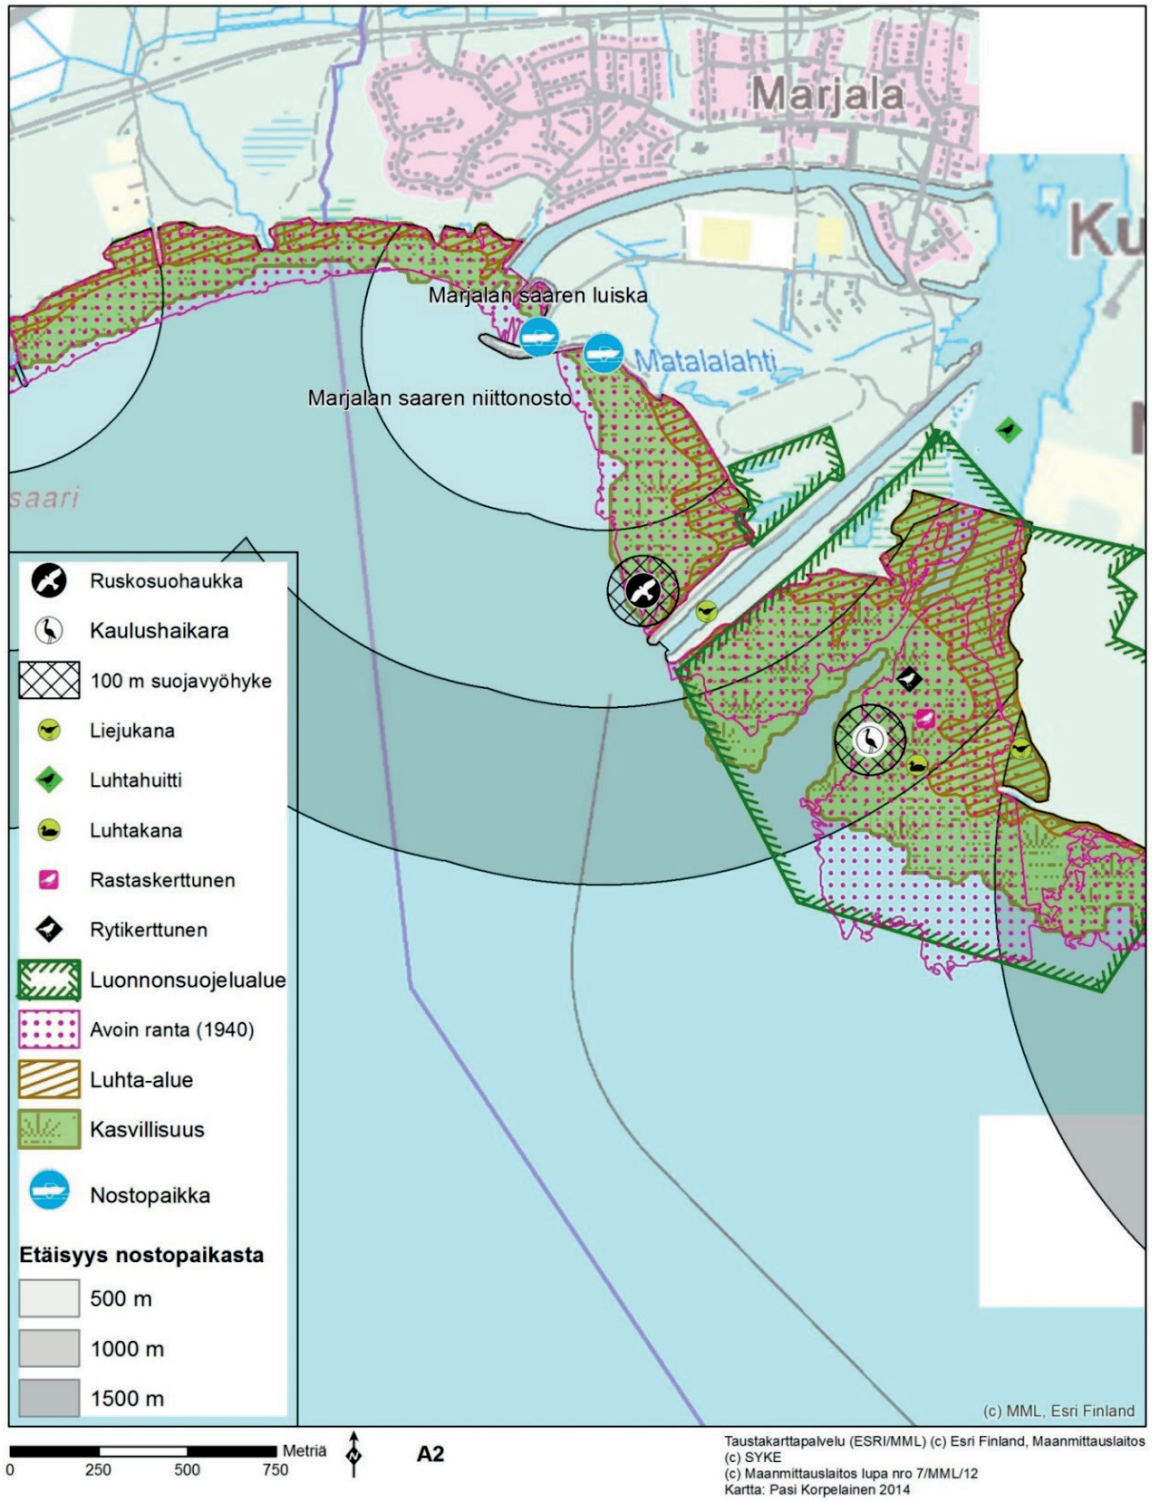 Marjala
Ku
Marjalan saaren luiska
Matalalahti
Marjalan saaren niittonosto
saari
Ruskosuohaukka
Kaulushaikara
100 m suojavyöhyke
Liejukana
Luhtahuitti
Luhtakana
Rastaskerttunen
Rytikerttunen
Luonnonsuojelualue
Avoin ranta (1940)
Luhta-alue
Kasvillisuus
Nostopaikka
Etäisyys nostopaikasta
500 m
1000 m
1500 m
(c) MML, Esri Finland
Metriä
0 250 500 750
N
A2
Taustakarttapalvelu (ESRI/MML) (c) Esri Finland, Maanmittauslaitos
(c) SYKE
(c) Maanmittauslaitos lupa nro 7/MML/12
Kartta: Pasi Korpelainen 2014